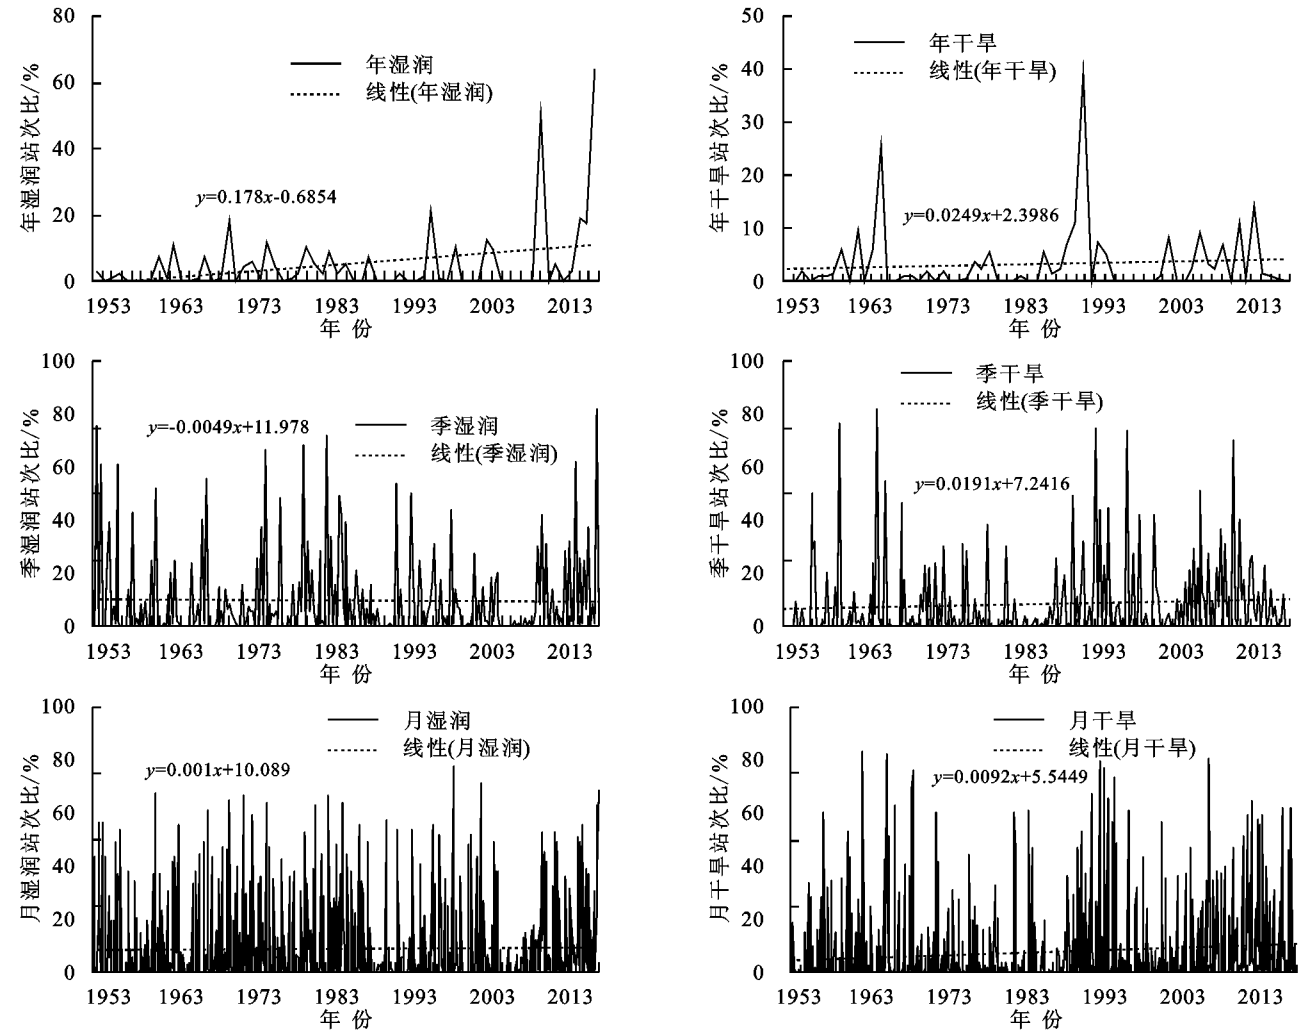 80
60
40
20
0
年湿润站次比/%
年湿润
线性(年湿润)
y=0.178x-0.6854
1953 1963 1973 1983 1993 2003 2013
年 份
50
40
30
20
10
0
年干旱站次比/%
年干旱
线性(年干旱)
y=0.0249x+2.3986
1953 1963 1973 1983 1993 2003 2013
年 份
100
80
60
40
20
0
季湿润站次比/%
y=-0.0049x+11.978
季湿润
线性(季湿润)
1953 1963 1973 1983 1993 2003 2013
年 份
100
80
60
40
20
0
季干旱站次比/%
季干旱
线性(季干旱)
y=0.0191x+7.2416
1953 1963 1973 1983 1993 2003 2013
年 份
100
80
60
40
20
0
月湿润站次比/%
月湿润
线性(月湿润)
y=0.001x+10.089
1953 1963 1973 1983 1993 2003 2013
年 份
100
80
60
40
20
0
月干旱站次比/%
月干旱
线性(月干旱)
y=0.0092x+5.5449
1953 1963 1973 1983 1993 2003 2013
年 份